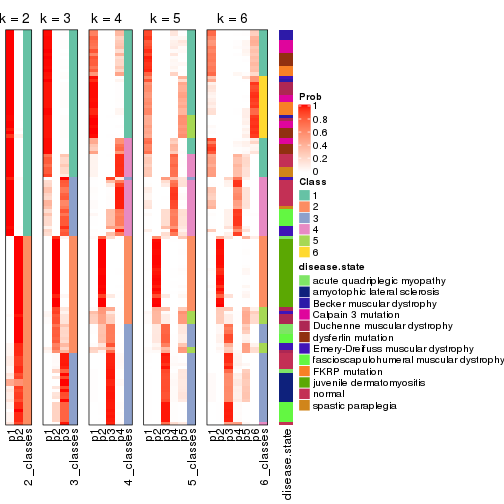 k = 2 k = 3 k = 4 k = 5 k = 6
p1 p2 2_classes p1 p2 p3 3_classes p1 p2 p3 p4 4_classes p1 p2 p3 p4 p5 5_classes p1 p2 p3 p4 p5 p6 6_classes disease.state
Prob
1
0.8
0.6
0.4
0.2
0
Class
1
2
3
4
5
6
disease.state
acute quadriplegic myopathy
amyotophic lateral sclerosis
Becker muscular dystrophy
Calpain 3 mutation
Duchenne muscular dystrophy
dysferlin mutation
Emery-Dreifuss muscular dystrophy
fascioscapulohumeral muscular dystrophy
FKRP mutation
juvenile dermatomyositis
normal
spastic paraplegia